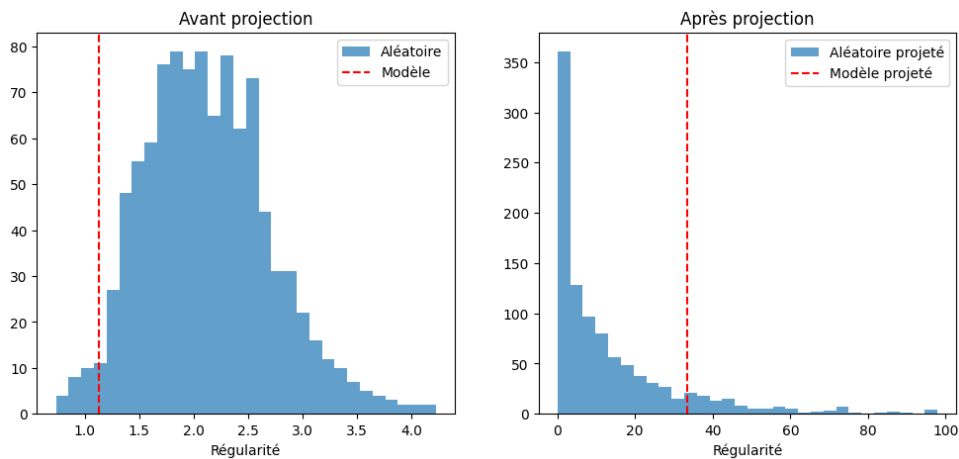 Avant projection
80
70
60
50
40
30
20
10
0
1.0 1.5 2.0 2.5 3.0 3.5 4.0
Régularité
Aléatoire
Modèle
Après projection
350
300
250
200
150
100
50
0
0 20 40 60 80 100
Régularité
Aléatoire projeté
Modèle projeté